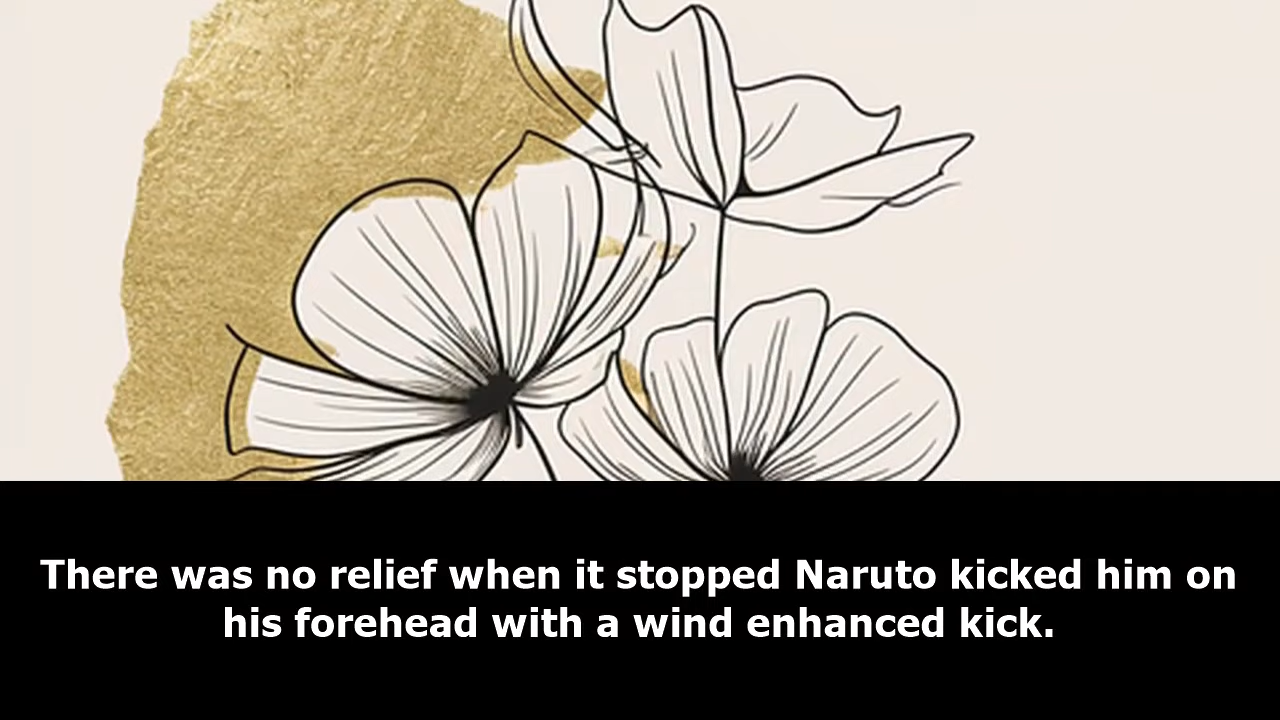 There was no relief when it stopped Naruto kicked him on
his forehead with a wind enhanced kick.